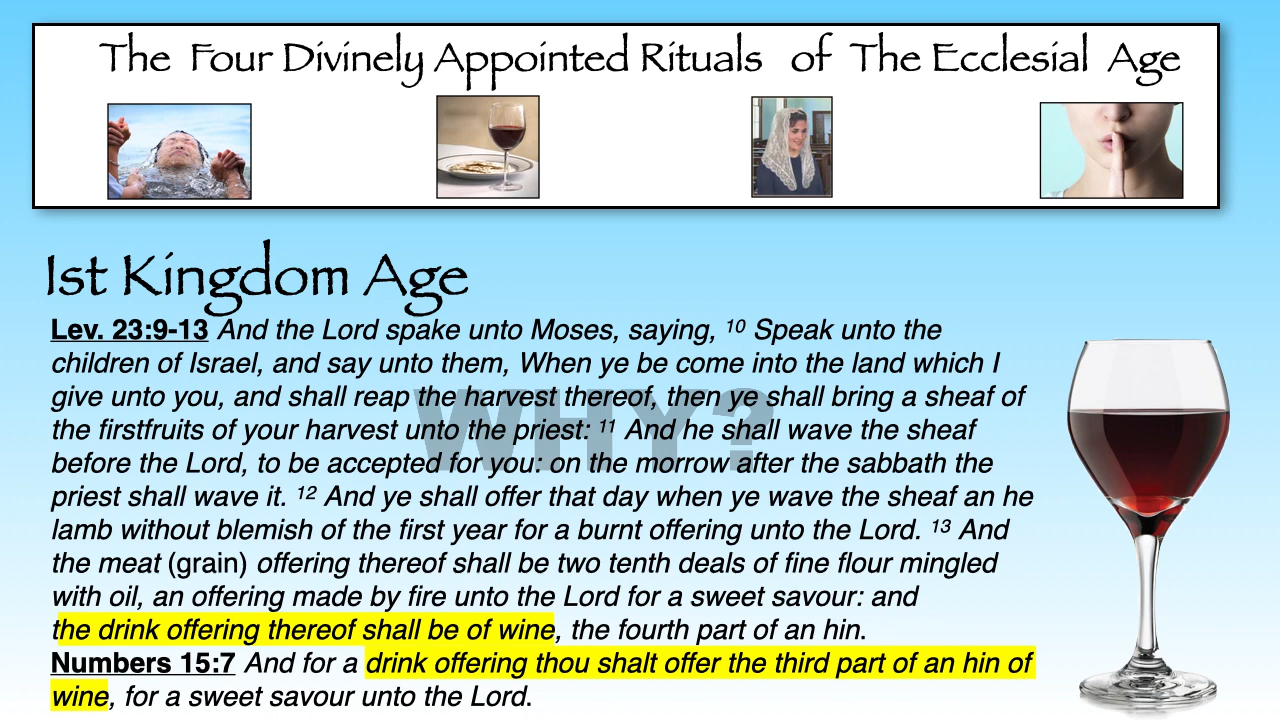 The Four Divinely Appointed Rituals of The Ecclesial Age
1st Kingdom Age
Lev. 23:9-13 And the Lord spake unto Moses, saying, ¹⁰ Speak unto the
children of Israel, and say unto them, When ye be come into the land which I
give unto you, and shall reap the harvest thereof, then ye shall bring a sheaf of
WHY?
the firstfruits of your harvest unto the priest: ¹¹ And he shall wave the sheaf
before the Lord, to be accepted for you: on the morrow after the sabbath the
priest shall wave it. ¹² And ye shall offer that day when ye wave the sheaf an he
lamb without blemish of the first year for a burnt offering unto the Lord. ¹³ And
the meat (grain) offering thereof shall be two tenth deals of fine flour mingled
with oil, an offering made by fire unto the Lord for a sweet savour: and
the drink offering thereof shall be of wine, the fourth part of an hin.
Numbers 15:7 And for a drink offering thou shalt offer the third part of an hin of
wine, for a sweet savour unto the Lord.